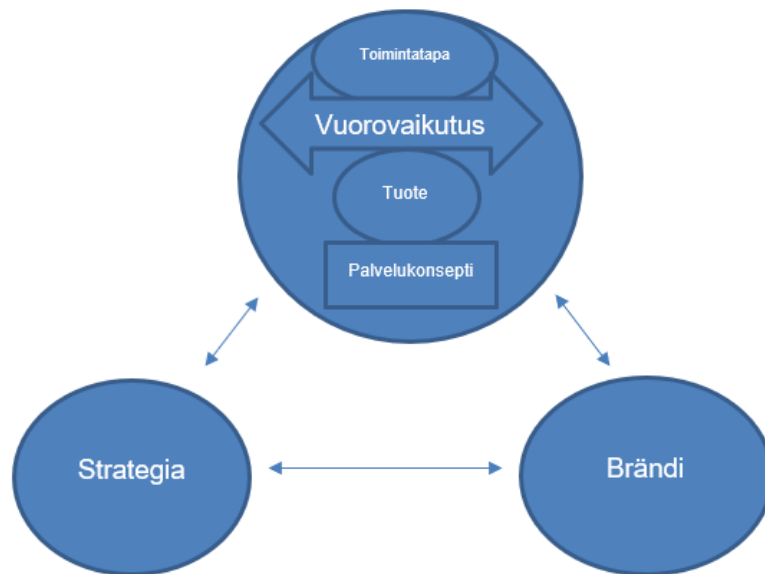 Toimintatapa
Vuorovaikutus
Tuote
Palvelukonsepti
Strategia
Brändi